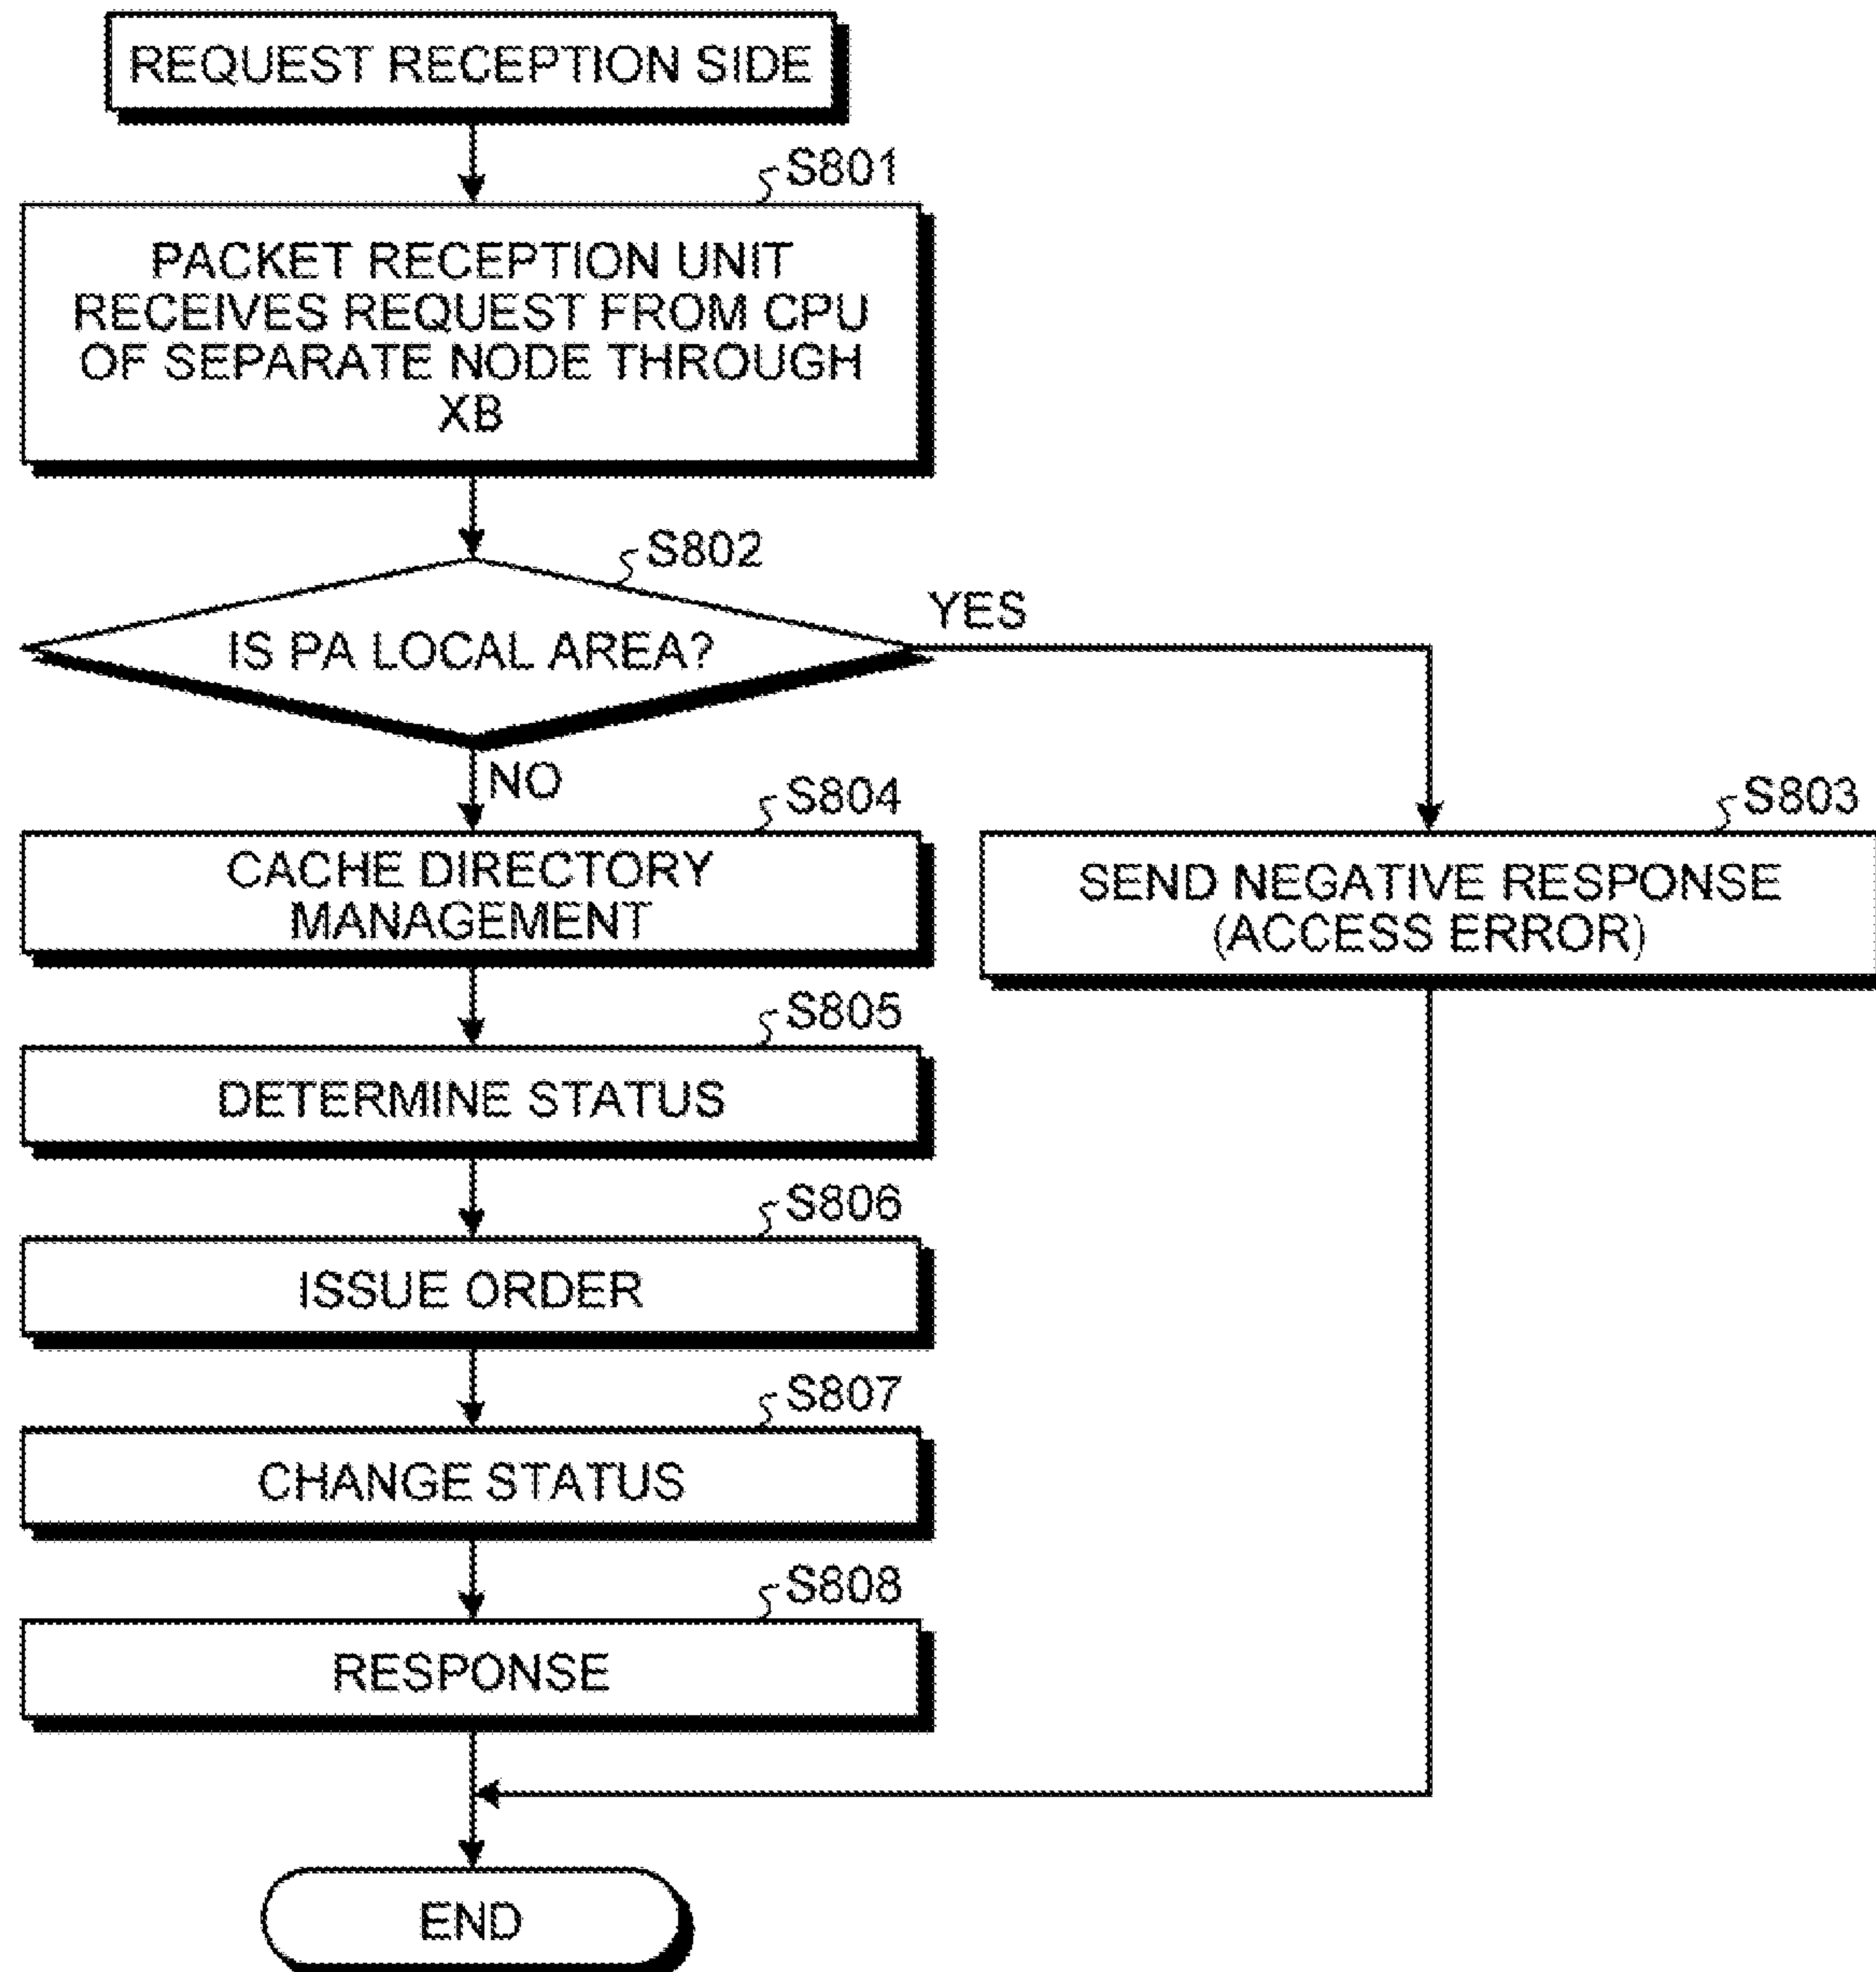 REQUEST RECEPTION SIDE
S801
PACKET RECEPTION UNIT
RECEIVES REQUEST FROM CPU
OF SEPARATE NODE THROUGH
XB
S802
IS PA LOCAL AREA?
YES
NO
S804
CACHE DIRECTORY
MANAGEMENT
S803
SEND NEGATIVE RESPONSE
(ACCESS ERROR)
S805
DETERMINE STATUS
S806
ISSUE ORDER
S807
CHANGE STATUS
S808
RESPONSE
END